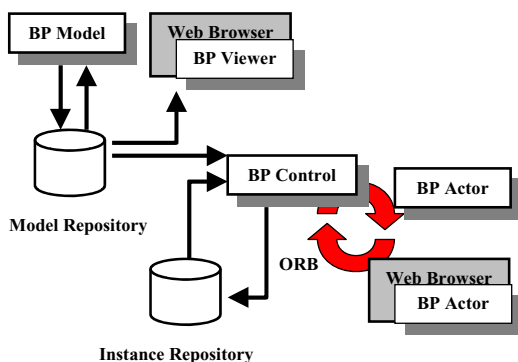 BP Model
Web Browser
BP Viewer
BP Control
BP Actor
Model Repository
ORB
Web Browser
BP Actor
Instance Repository